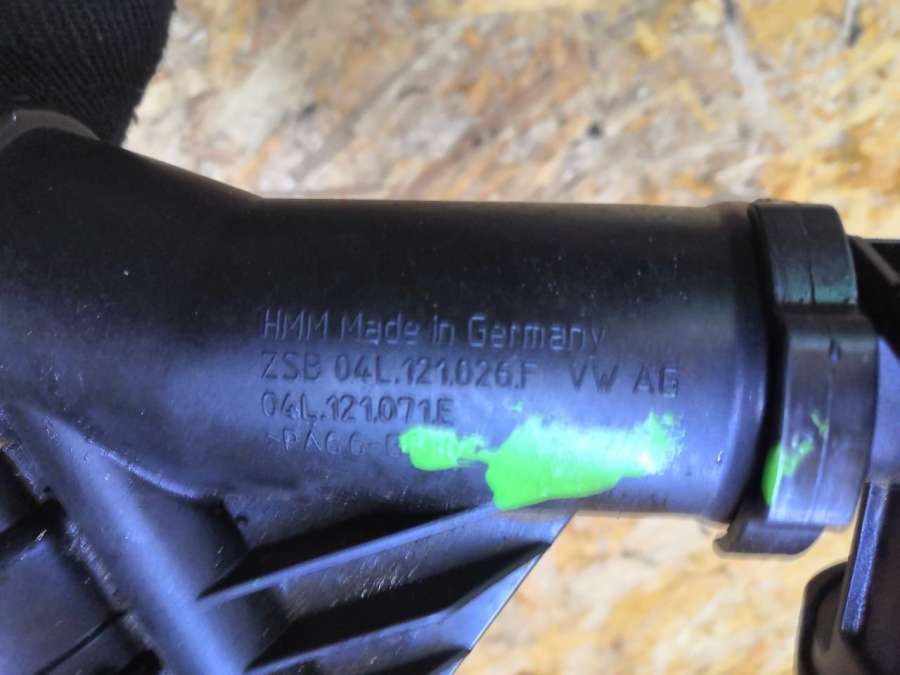 HMM Made in Germany
ZSB 04L.121.026.F VW AG
04L.121.071.E